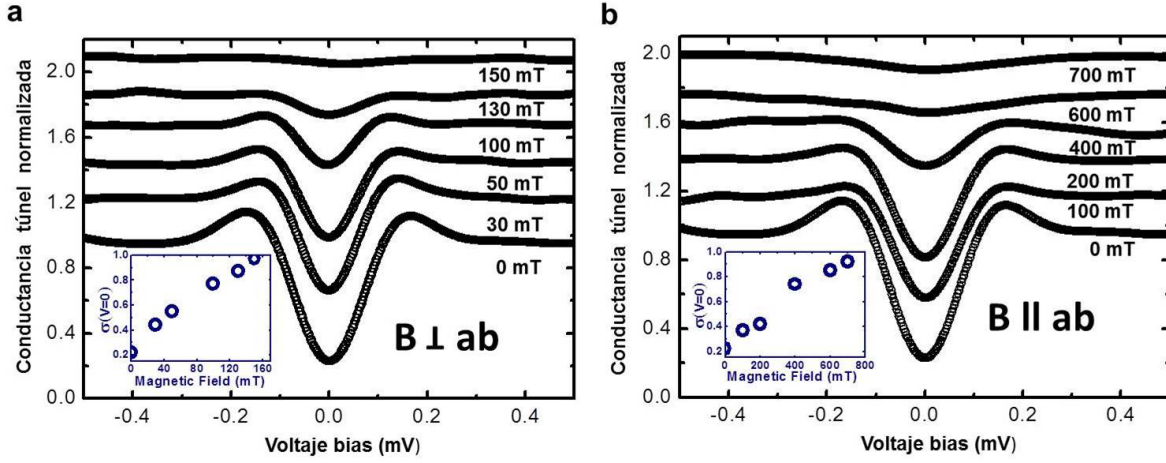 a
Conductancia túnel normalizada
2.0
1.6
1.2
0.8
0.4
0.0
150 mT
130 mT
100 mT
50 mT
30 mT
0 mT
B ⊥ ab
1.0
0.8
0.6
0.4
0.2
σ(V=0)
0 40 80 120 160
Magnetic Field (mT)
-0.4 -0.2 0.0 0.2 0.4
Voltaje bias (mV)
b
Conductancia túnel normalizada
2.0
1.6
1.2
0.8
0.4
0.0
700 mT
600 mT
400 mT
200 mT
100 mT
0 mT
B ll ab
1.0
0.8
0.6
0.4
0.2
σ(V=0)
0 200 400 600 800
Magnetic Field (mT)
-0.4 -0.2 0.0 0.2 0.4
Voltaje bias (mV)